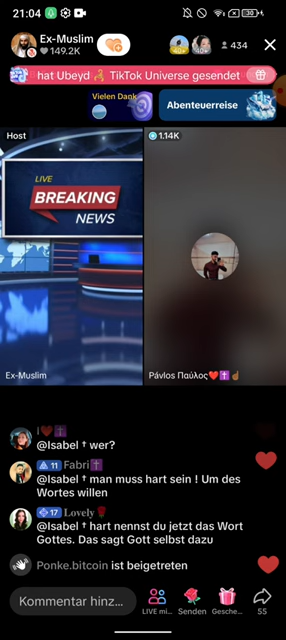 21:04
30
Ex-Muslim
149.2K
40+
40+
434
hat Ubeyd TikTok Universe gesendet
Vielen Dank
Abenteuerreise
Host
1.14K
LIVE
BREAKING
NEWS
Ex-Muslim
Pávlos Παύλος❤️✝️☝🏾
@Isabel † wer?
11 Fabri✝️
@Isabel † man muss hart sein ! Um des
Wortes willen
17 Lovely🌹
@Isabel † hart nennst du jetzt das Wort
Gottes. Das sagt Gott selbst dazu
Ponke.bitcoin ist beigetreten
Kommentar hinz...
LIVE mi...
Senden
Gesche...
55